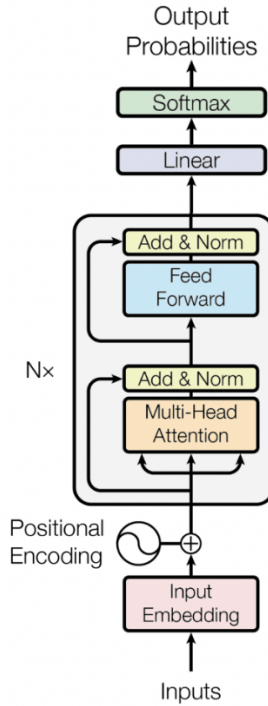 Output
Probabilities
Softmax
Linear
Add & Norm
Feed
Forward
N×
Add & Norm
Multi-Head
Attention
Positional
Encoding
Input
Embedding
Inputs